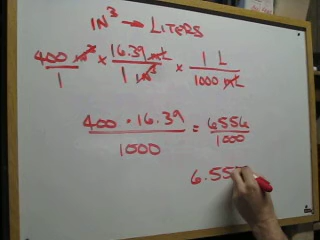 IN³ → LITERS
400 in³/1 × 16.39 mL/1 IN³ × 1 L/1000 mL
400 · 16.39/1000 = 6556/1000
6.55